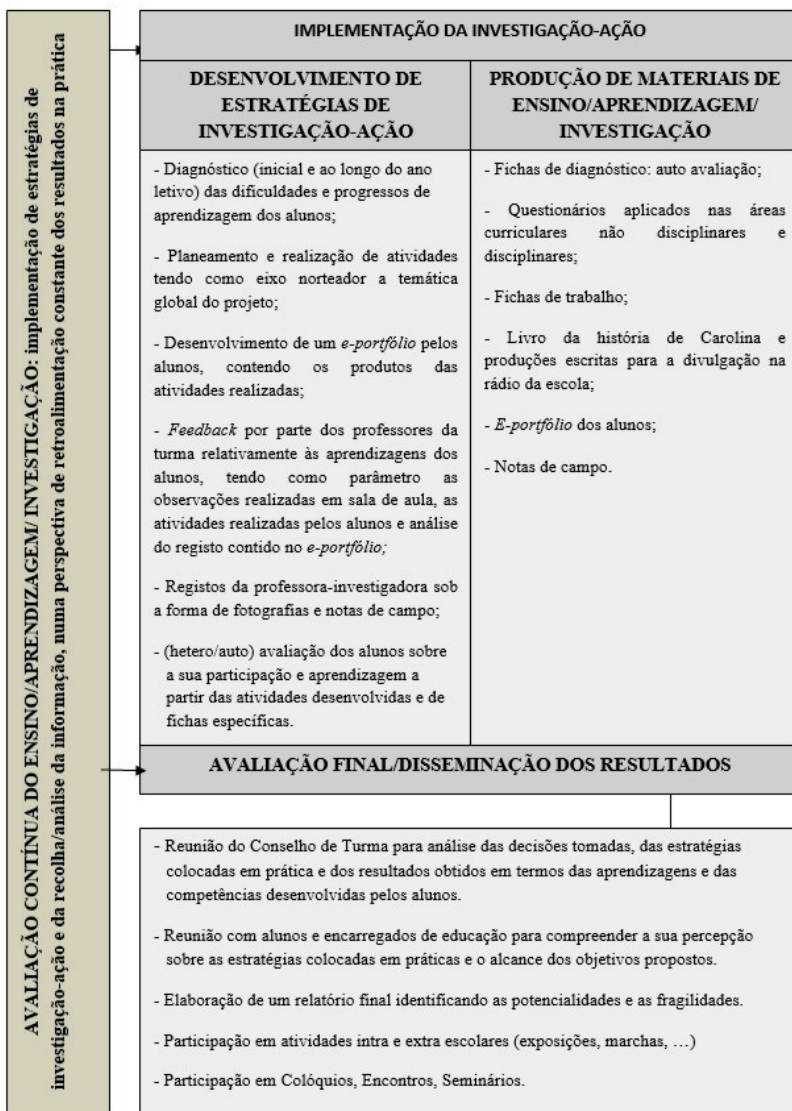 AVALIAÇÃO CONTÍNUA DO ENSINO/APRENDIZAGEM/ INVESTIGAÇÃO: implementação de estratégias de
investigação-ação e da recolha/análise da informação, numa perspectiva de retroalimentação constante dos resultados na prática
IMPLEMENTAÇÃO DA INVESTIGAÇÃO-AÇÃO
DESENVOLVIMENTO DE
ESTRATÉGIAS DE
INVESTIGAÇÃO-AÇÃO
- Diagnóstico (inicial e ao longo do ano
letivo) das dificuldades e progressos de
aprendizagem dos alunos;
- Planeamento e realização de atividades
tendo como eixo norteador a temática
global do projeto;
- Desenvolvimento de um e-portfólio pelos
alunos, contendo os produtos das
atividades realizadas;
- Feedback por parte dos professores da
turma relativamente às aprendizagens dos
alunos, tendo como parâmetro as
observações realizadas em sala de aula, as
atividades realizadas pelos alunos e análise
do registo contido no e-portfólio;
- Registos da professora-investigadora sob
a forma de fotografias e notas de campo;
- (hetero/auto) avaliação dos alunos sobre
a sua participação e aprendizagem a
partir das atividades desenvolvidas e de
fichas específicas.
PRODUÇÃO DE MATERIAIS DE
ENSINO/APRENDIZAGEM/
INVESTIGAÇÃO
- Fichas de diagnóstico: auto avaliação;
- Questionários aplicados nas áreas
curriculares não disciplinares e
disciplinares;
- Fichas de trabalho;
- Livro da história de Carolina e
produções escritas para a divulgação na
rádio da escola;
- E-portfólio dos alunos;
- Notas de campo.
AVALIAÇÃO FINAL/DISSEMINAÇÃO DOS RESULTADOS
- Reunião do Conselho de Turma para análise das decisões tomadas, das estratégias
colocadas em prática e dos resultados obtidos em termos das aprendizagens e das
competências desenvolvidas pelos alunos.
- Reunião com alunos e encarregados de educação para compreender a sua percepção
sobre as estratégias colocadas em práticas e o alcance dos objetivos propostos.
- Elaboração de um relatório final identificando as potencialidades e as fragilidades.
- Participação em atividades intra e extra escolares (exposições, marchas, …)
- Participação em Colóquios, Encontros, Seminários.